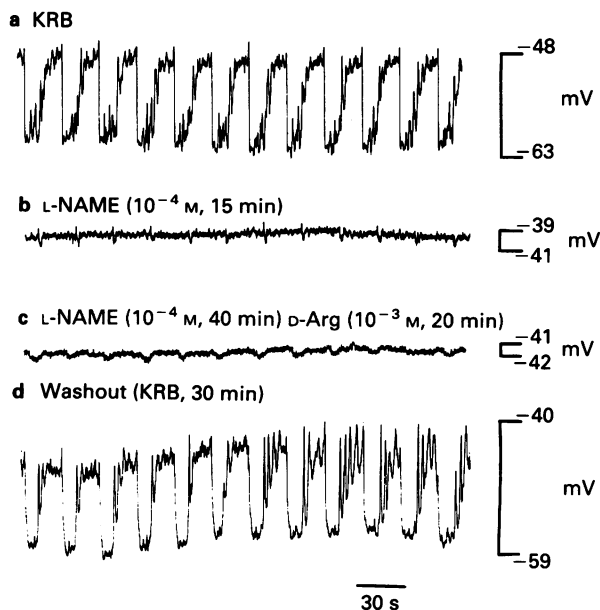 a KRB
−48
mV
−63
b L-NAME (10⁻⁴ M, 15 min)
−39
mV
−41
c L-NAME (10⁻⁴ M, 40 min) D-Arg (10⁻³ M, 20 min)
−41
mV
−42
d Washout (KRB, 30 min)
−40
mV
−59
30 s